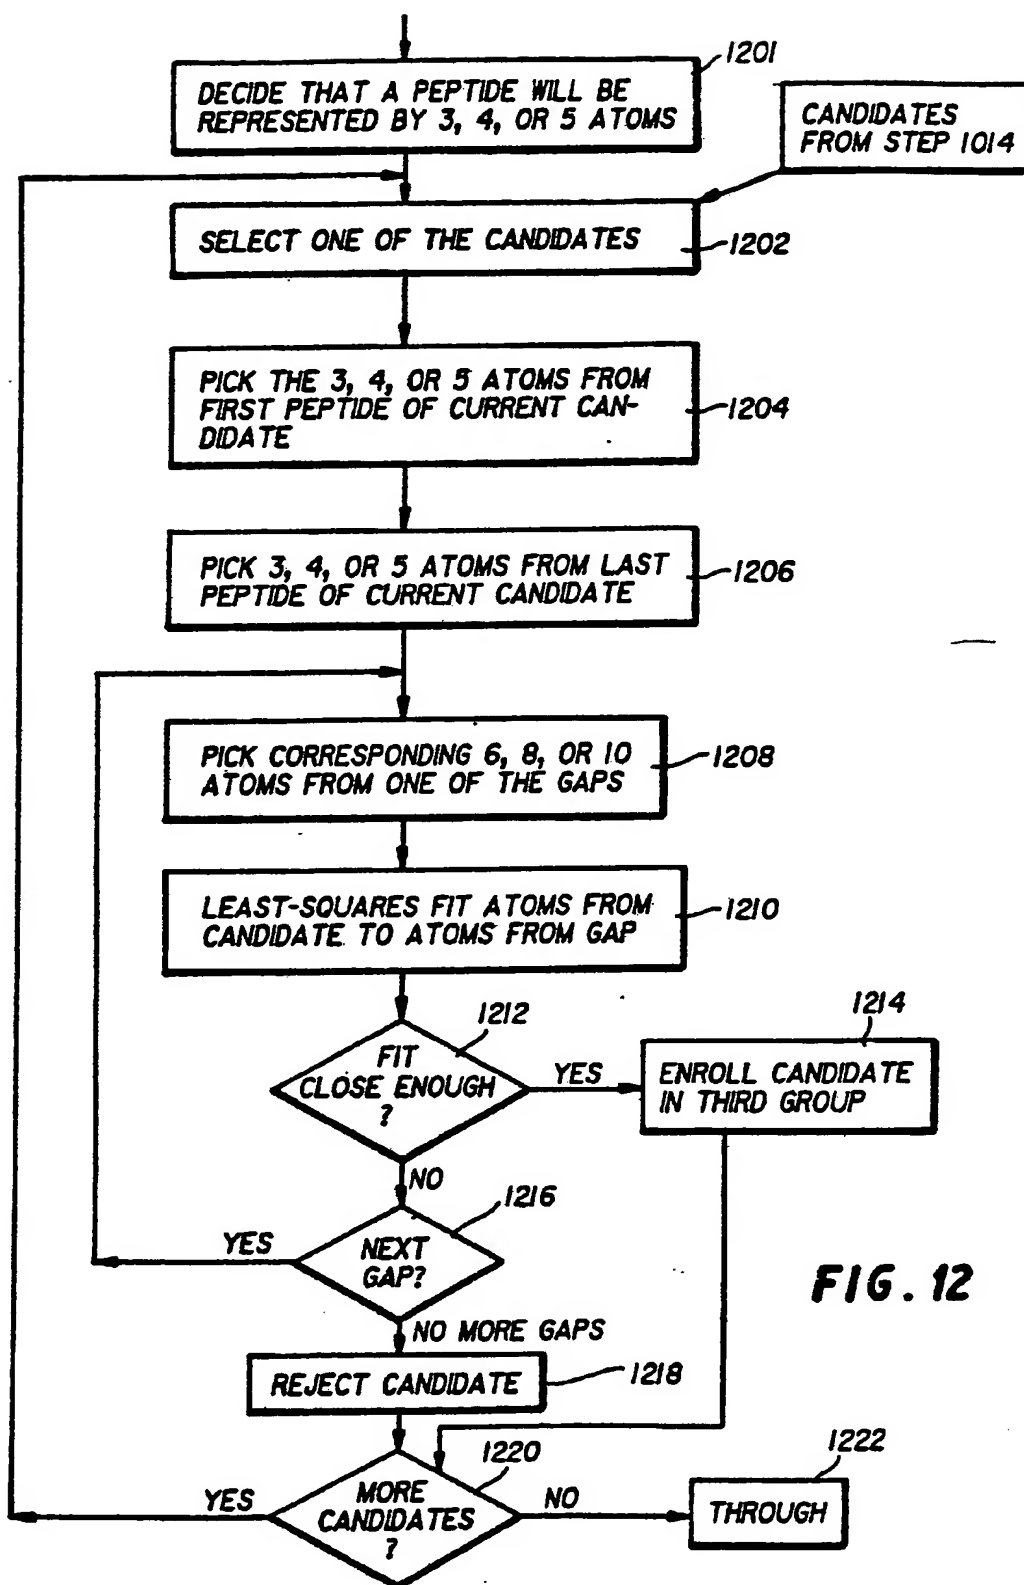 1201
DECIDE THAT A PEPTIDE WILL BE
REPRESENTED BY 3, 4, OR 5 ATOMS
CANDIDATES
FROM STEP 1014
SELECT ONE OF THE CANDIDATES
1202
PICK THE 3, 4, OR 5 ATOMS FROM
FIRST PEPTIDE OF CURRENT CAN-
DIDATE
1204
PICK 3, 4, OR 5 ATOMS FROM LAST
PEPTIDE OF CURRENT CANDIDATE
1206
PICK CORRESPONDING 6, 8, OR 10
ATOMS FROM ONE OF THE GAPS
1208
LEAST-SQUARES FIT ATOMS FROM
CANDIDATE TO ATOMS FROM GAP
1210
1212
FIT
CLOSE ENOUGH
?
YES
1214
ENROLL CANDIDATE
IN THIRD GROUP
NO
1216
NEXT
GAP?
YES
NO MORE GAPS
FIG. 12
REJECT CANDIDATE
1218
1220
MORE
CANDIDATES
?
YES
NO
1222
THROUGH